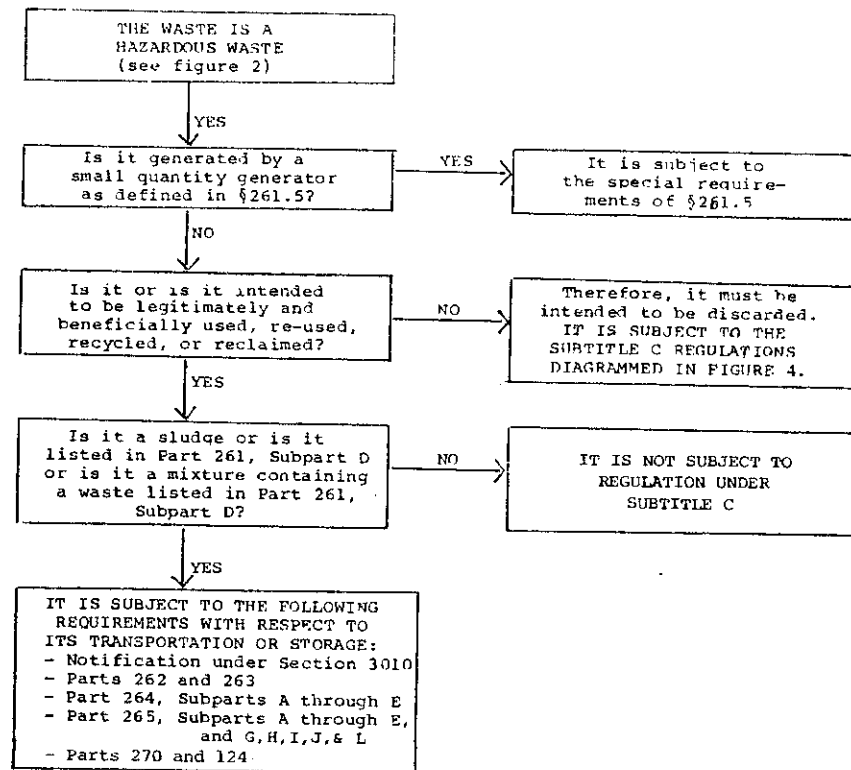 THE WASTE IS A
HAZARDOUS WASTE
(see figure 2)
YES
Is it generated by a
small quantity generator
as defined in §261.5?
YES
It is subject to
the special require-
ments of §261.5
NO
Is it or is it intended
to be legitimately and
beneficially used, re-used,
recycled, or reclaimed?
NO
Therefore, it must be
intended to be discarded.
IT IS SUBJECT TO THE
SUBTITLE C REGULATIONS
DIAGRAMMED IN FIGURE 4.
YES
Is it a sludge or is it
listed in Part 261, Subpart D
or is it a mixture containing
a waste listed in Part 261,
Subpart D?
NO
IT IS NOT SUBJECT TO
REGULATION UNDER
SUBTITLE C
YES
IT IS SUBJECT TO THE FOLLOWING
REQUIREMENTS WITH RESPECT TO
ITS TRANSPORTATION OR STORAGE:
- Notification under Section 3010
- Parts 262 and 263
- Part 264, Subparts A through E
- Part 265, Subparts A through E,
and G,H,I,J,& L
- Parts 270 and 124